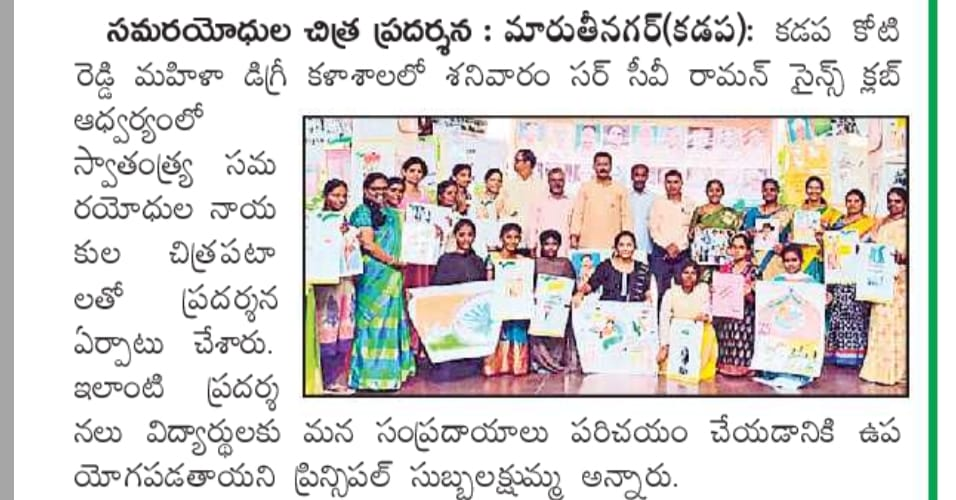 సమరయోధుల చిత్ర ప్రదర్శన : మారుతీనగర్(కడప): కడప కోటి
రెడ్డి మహిళా డిగ్రీ కళాశాలలో శనివారం సర్ సీవీ రామన్ సైన్స్ క్లబ్
ఆధ్వర్యంలో
స్వాతంత్ర్య సమ
రయోధుల నాయ
కుల చిత్రపటా
లతో ప్రదర్శన
ఏర్పాటు చేశారు.
ఇలాంటి ప్రదర్శ
నలు విద్యార్థులకు మన సంప్రదాయాలు పరిచయం చేయడానికి ఉప
యోగపడతాయని ప్రిన్సిపల్ సుబ్బలక్షుమ్మ అన్నారు.